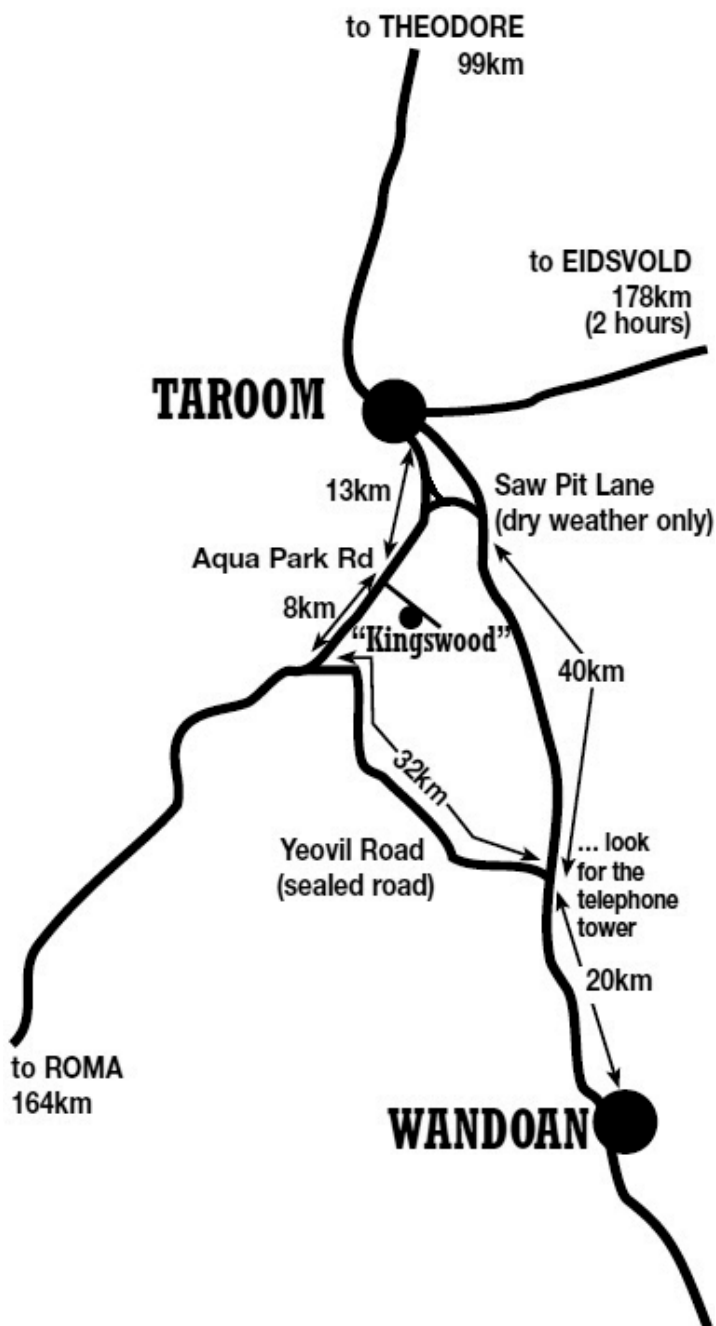 to THEODORE
99km
to EIDSVOLD
178km
(2 hours)
TAROOM
13km
Saw Pit Lane
(dry weather only)
Aqua Park Rd
8km
“Kingswood”
40km
32km
Yeovil Road
(sealed road)
... look
for the
telephone
tower
20km
to ROMA
164km
WANDOAN